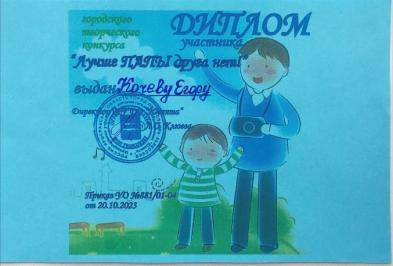 городского
творческого
конкурса
ДИПЛОМ
участника
"Лучше ПАПЫ друга нет!"
выдан Кочеву Егору
Директор
Приказ УО №881/01-04
от 20.10.2023